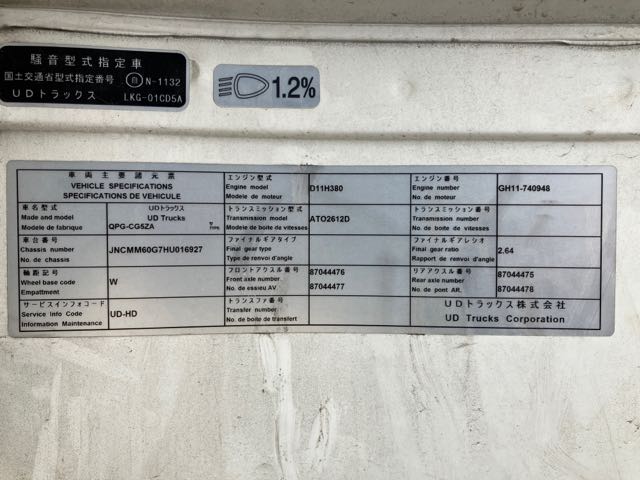 騒音型式指定車
国土交通省型式指定番号 自 N-1132
UDトラックス LKG-01CD5A
1.2%
車両主要諸元票
VEHICLE SPECIFICATIONS
SPECIFICATIONS DE VEHICULE
エンジン型式
Engine model D11H380
Modele de moteur
エンジン番号
Engine number GH11-740948
No. de moteur
車名型式 UDトラックス
Made and model UD Trucks
Modele de fabrique QPG-CG5ZA
トランスミッション型式
Transmission model ATO2612D
Modele de boite de vitesses
トランスミッション番号
Transmission number
No. de boite de vitesses
車台番号
Chassis number JNCMM60G7HU016927
No. de chassis
ファイナルギアタイプ
Final gear type
Type de renvoi d'angle
ファイナルギアレシオ
Final gear ratio 2.64
Rapport de renvoi d'angle
軸距記号
Wheel base code W
Empattment
フロントアクスル番号 87044476
Front axle number
No. de essieu AV. 87044477
リアアクスル番号 87044475
Rear axle number
No. de pont AR. 87044478
サービスインフォコード
Service Info Code UD-HD
Information Maintenance
トランスファ番号
Transfer number
No. de boite de transfert
UDトラックス株式会社
UD Trucks Corporation